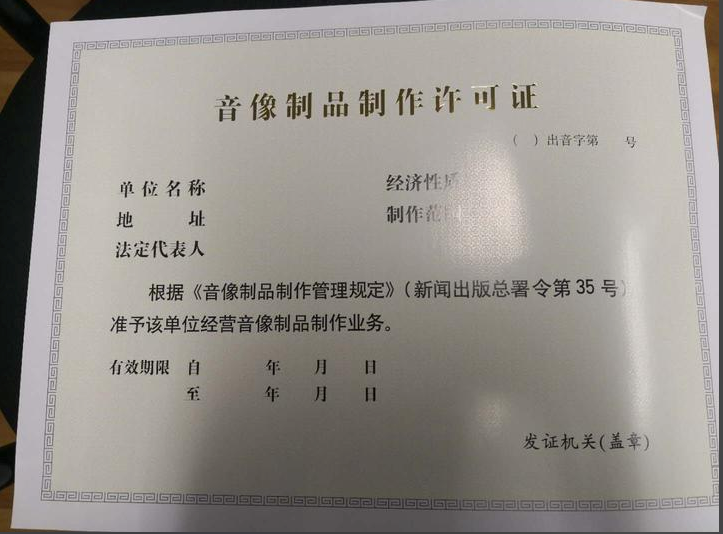 音像制品制作许可证
（ ）出音字第 号
单位名称 经济性质
地 址 制作范围
法定代表人
根据《音像制品制作管理规定》（新闻出版总署令第 35 号）
准予该单位经营音像制品制作业务。
有效期限 自 年 月 日
至 年 月 日
发证机关(盖章)